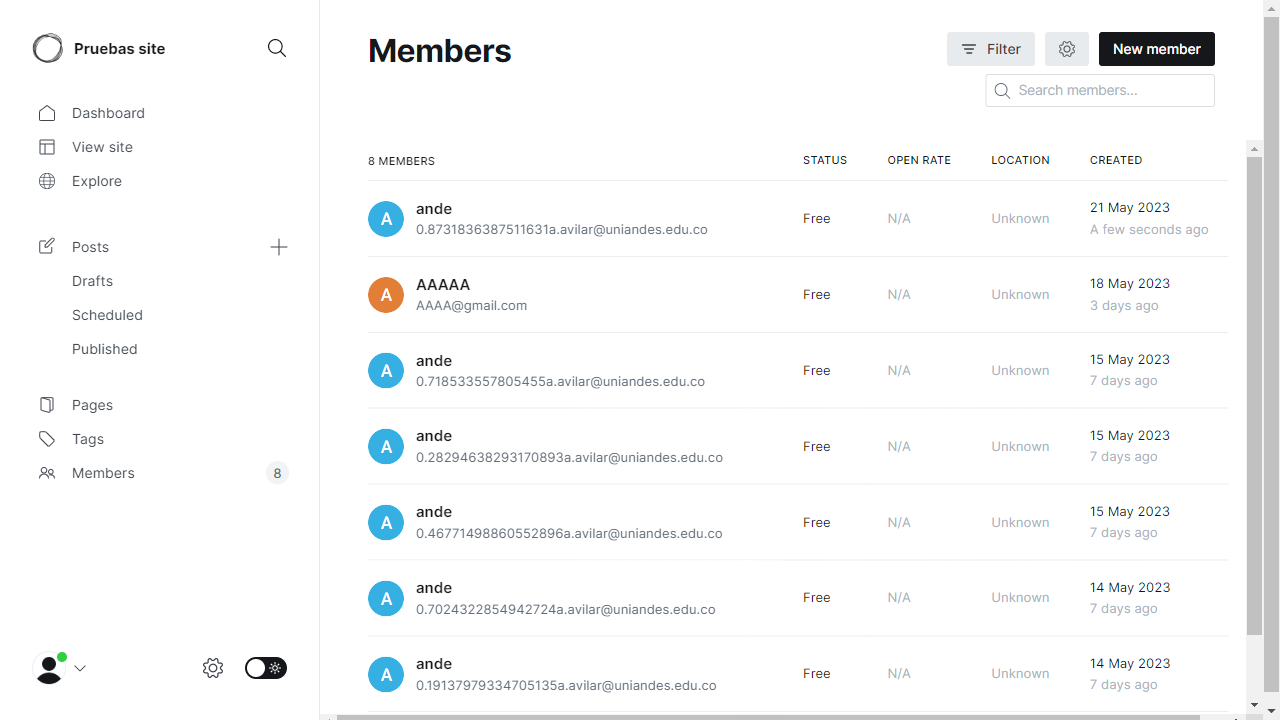 Pruebas site
Dashboard
View site
Explore
Posts
Drafts
Scheduled
Published
Pages
Tags
Members 8
Members
Filter
New member
Search members...
8 MEMBERS STATUS OPEN RATE LOCATION CREATED
A ande Free N/A Unknown 21 May 2023
0.8731836387511631a.avilar@uniandes.edu.co A few seconds ago
A AAAAA Free N/A Unknown 18 May 2023
AAAA@gmail.com 3 days ago
A ande Free N/A Unknown 15 May 2023
0.718533557805455a.avilar@uniandes.edu.co 7 days ago
A ande Free N/A Unknown 15 May 2023
0.28294638293170893a.avilar@uniandes.edu.co 7 days ago
A ande Free N/A Unknown 15 May 2023
0.46771498860552896a.avilar@uniandes.edu.co 7 days ago
A ande Free N/A Unknown 14 May 2023
0.7024322854942724a.avilar@uniandes.edu.co 7 days ago
A ande Free N/A Unknown 14 May 2023
0.19137979334705135a.avilar@uniandes.edu.co 7 days ago